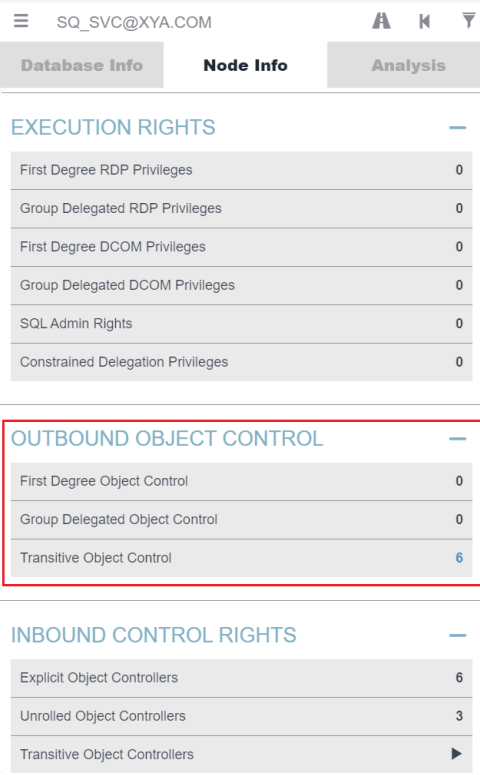 SQ_SVC@XYA.COM
Database Info Node Info Analysis
EXECUTION RIGHTS
First Degree RDP Privileges 0
Group Delegated RDP Privileges 0
First Degree DCOM Privileges 0
Group Delegated DCOM Privileges 0
SQL Admin Rights 0
Constrained Delegation Privileges 0
OUTBOUND OBJECT CONTROL
First Degree Object Control 0
Group Delegated Object Control 0
Transitive Object Control 6
INBOUND CONTROL RIGHTS
Explicit Object Controllers 6
Unrolled Object Controllers 3
Transitive Object Controllers